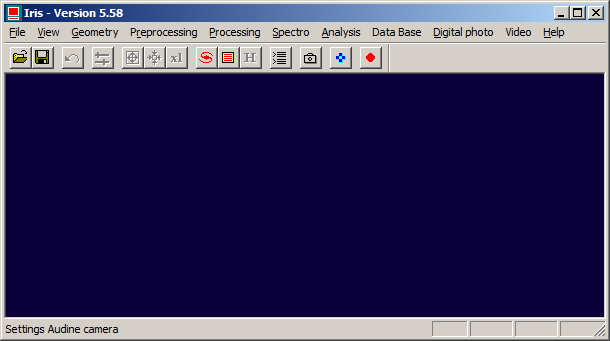 Iris - Version 5.58
File View Geometry Preprocessing Processing Spectro Analysis Data Base Digital photo Video Help
x1 H
Settings Audine camera